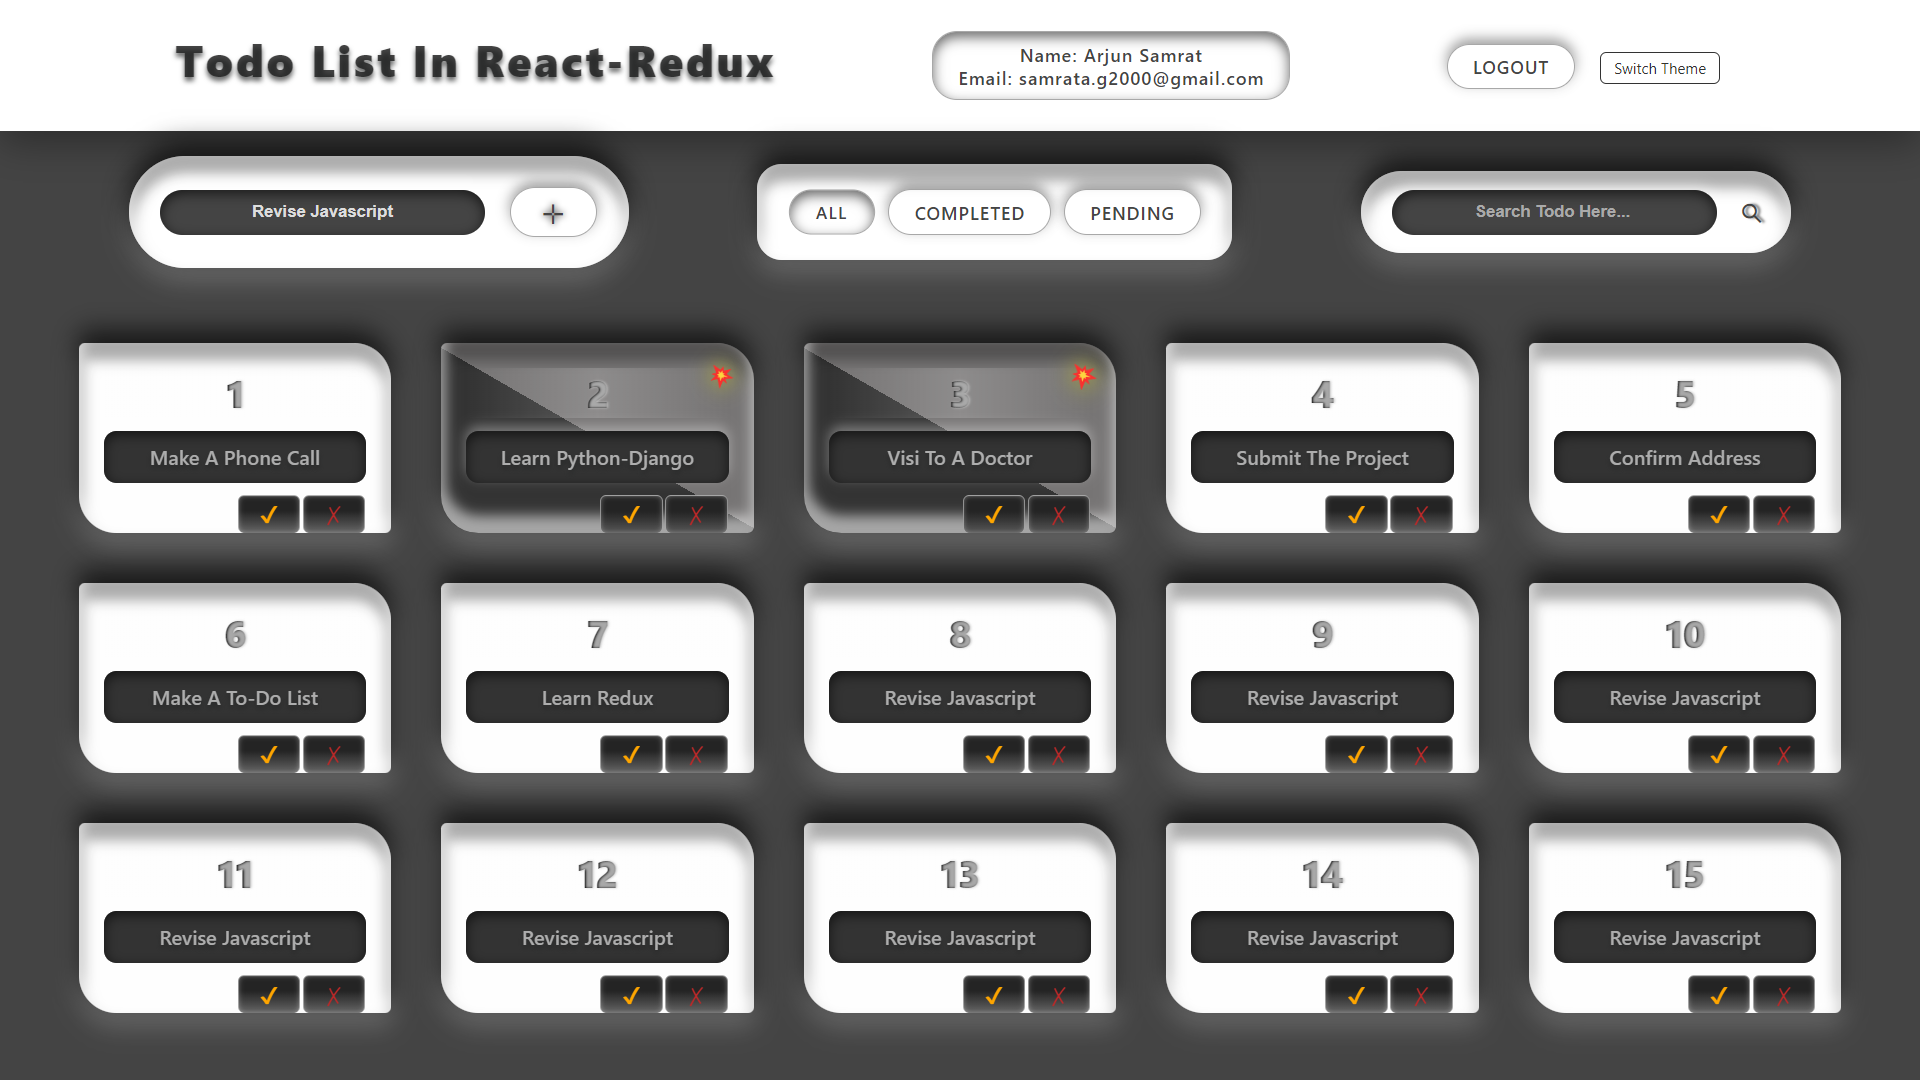 Todo List In React-Redux
Name: Arjun Samrat
Email: samrata.g2000@gmail.com
LOGOUT
Switch Theme
Revise Javascript
ALL
COMPLETED
PENDING
Search Todo Here...
1
Make A Phone Call
2
Learn Python-Django
3
Visi To A Doctor
4
Submit The Project
5
Confirm Address
6
Make A To-Do List
7
Learn Redux
8
Revise Javascript
9
Revise Javascript
10
Revise Javascript
11
Revise Javascript
12
Revise Javascript
13
Revise Javascript
14
Revise Javascript
15
Revise Javascript